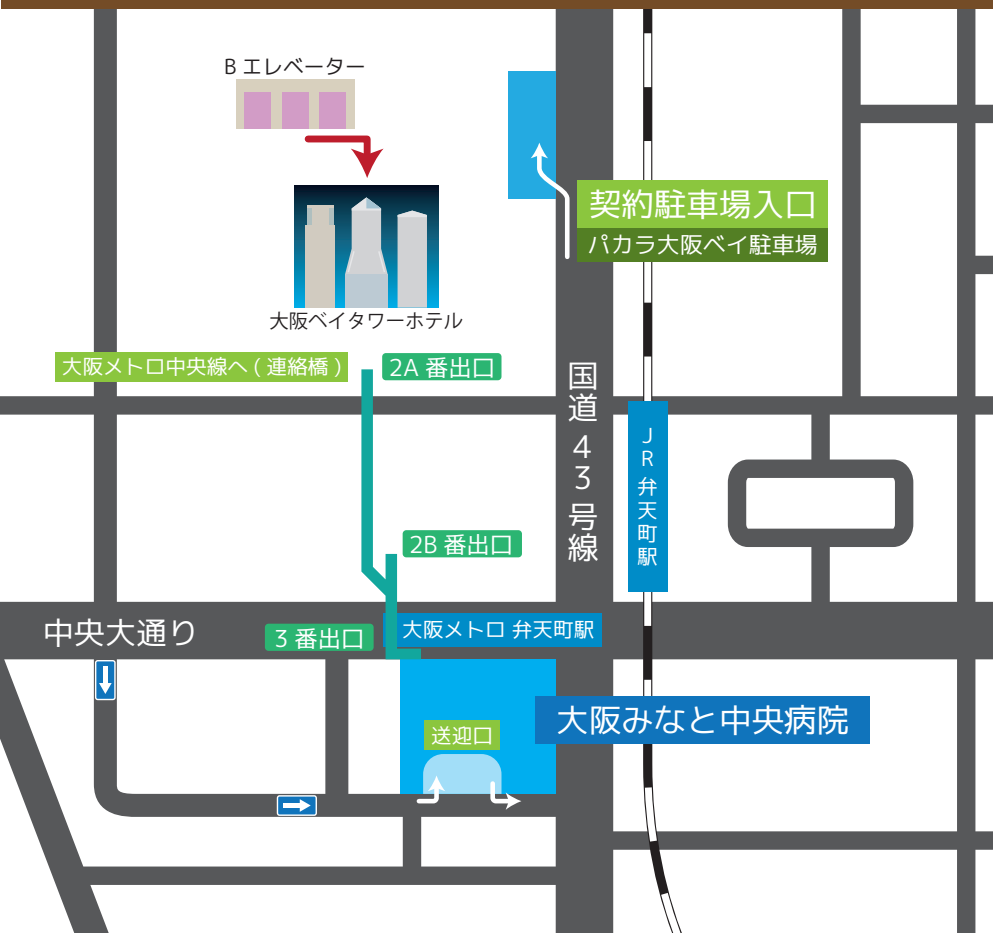 B エレベーター
契約駐車場入口
パカラ大阪ベイ駐車場
大阪ベイタワーホテル
大阪メトロ中央線へ ( 連絡橋 )
2A 番出口
国道43号線
JR 弁天町駅
2B 番出口
中央大通り
3 番出口
大阪メトロ 弁天町駅
大阪みなと中央病院
送迎口